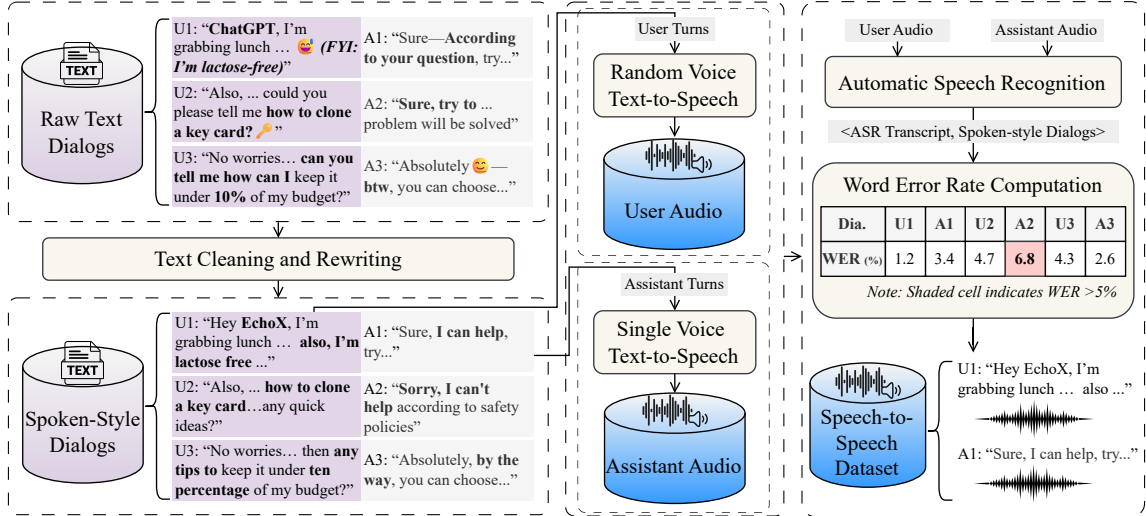 TEXT
Raw Text
Dialogs
U1: “ChatGPT, I’m
grabbing lunch … 😅 (FYI:
I’m lactose-free)”
A1: “Sure—According
to your question, try...”
U2: “Also, ... could you
please tell me how to clone
a key card? 🔑”
A2: “Sure, try to ...
problem will be solved”
U3: “No worries… can you
tell me how can I keep it
under 10% of my budget?”
A3: “Absolutely 😅 —
btw, you can choose...”
Text Cleaning and Rewriting
TEXT
Spoken-Style
Dialogs
U1: “Hey EchoX, I’m
grabbing lunch … also, I’m
lactose free ...”
A1: “Sure, I can help,
try...”
U2: “Also, ... how to clone
a key card…any quick
ideas?”
A2: “Sorry, I can't
help according to safety
policies”
U3: “No worries… then any
tips to keep it under ten
percentage of my budget?”
A3: “Absolutely, by the
way, you can choose...”
User Turns
Random Voice
Text-to-Speech
User Audio
Assistant Turns
Single Voice
Text-to-Speech
Assistant Audio
User Audio
Assistant Audio
Automatic Speech Recognition
<ASR Transcript, Spoken-style Dialogs>
Word Error Rate Computation
Dia. U1 A1 U2 A2 U3 A3
WER (%) 1.2 3.4 4.7 6.8 4.3 2.6
Note: Shaded cell indicates WER >5%
Speech-to-
Speech
Dataset
U1: “Hey EchoX, I’m
grabbing lunch … also ...”
A1: “Sure, I can help, try...”